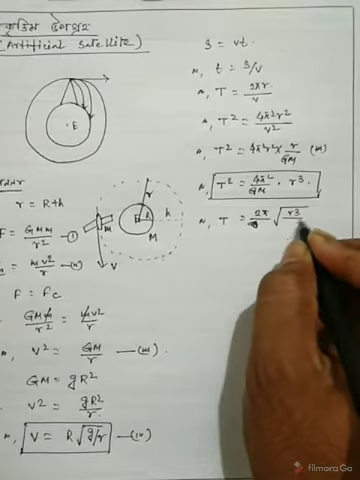 कृत्रिम उपग्रह
(Artificial Satellite)
E
r = R+h
F = GMm/r² —(i)
= mv²/r —(ii)
F = Fc
GMm/r² = mv²/r
v² = GM/r —(iii)
GM = gR²
v² = gR²/r
V = R√g/r —(iv)
r
E
R
h
m
M
V
S = vt.
t = S/v
T = 2πr/v
T² = 4π²r²/v²
T² = 4π²r² × r/GM (iii)
T² = 4π²/GM · r³.
T = 2π √r³
filmora Go